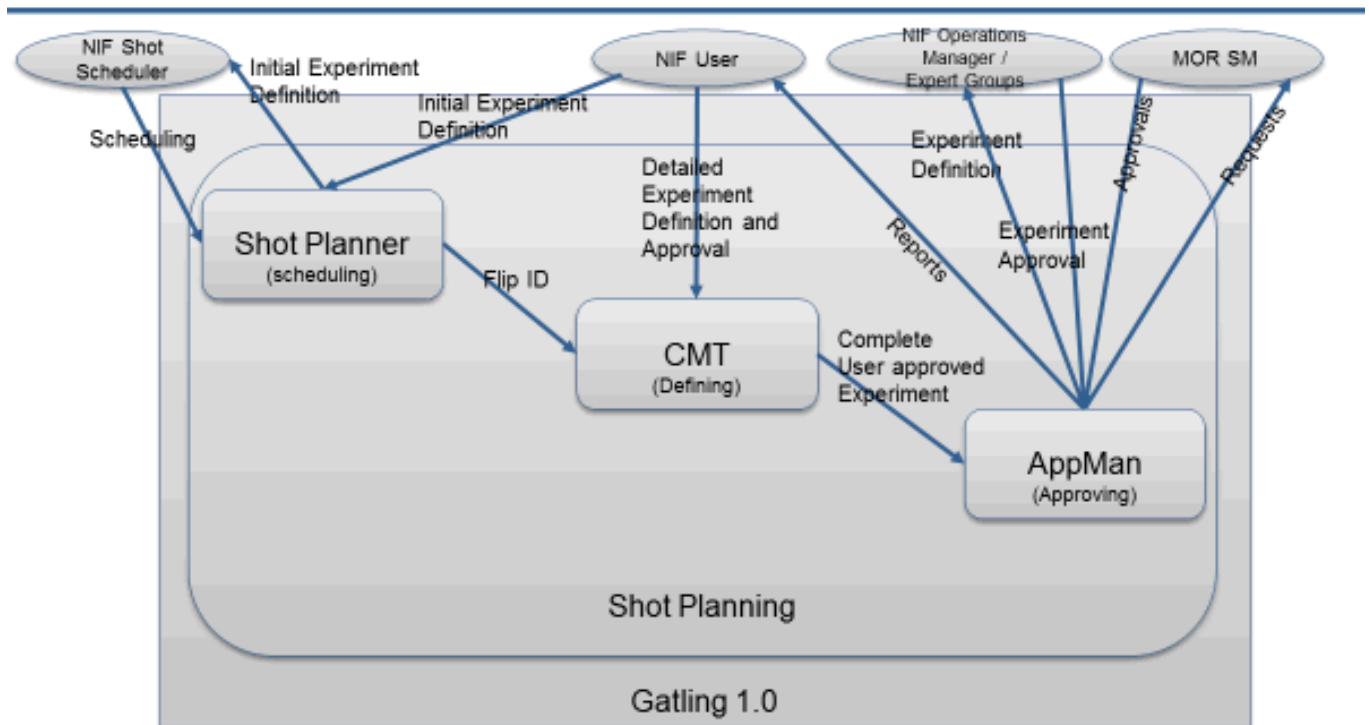 NIF Shot
Scheduler
NIF User
NIF Operations
Manager /
Expert Groups
MOR SM
Initial Experiment
Definition
Initial Experiment
Definition
Scheduling
Experiment
Definition
Approvals
Requests
Detailed
Experiment
Definition and
Approval
Reports
Experiment
Approval
Shot Planner
(scheduling)
Flip ID
CMT
(Defining)
Complete
User approved
Experiment
AppMan
(Approving)
Shot Planning
Gatling 1.0